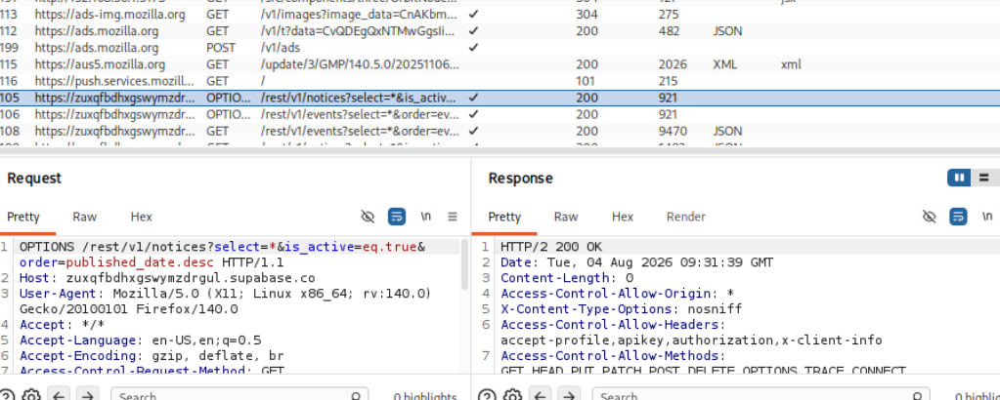 113 https://ads-img.mozilla.org GET /v1/images?image_data=CnAKbm... ✓ 304 275
112 https://ads.mozilla.org GET /v1/t?data=CvQDEgQxNTMwGgsIi... ✓ 200 482 JSON
199 https://ads.mozilla.org POST /v1/ads ✓
115 https://aus5.mozilla.org GET /update/3/GMP/140.5.0/20251106... 200 2026 XML xml
116 https://push.services.mozill... GET / 101 215
105 https://zuxqfbdhxgswymzdr... OPTIO... /rest/v1/notices?select=*&is_activ... ✓ 200 921
106 https://zuxqfbdhxgswymzdr... OPTIO... /rest/v1/events?select=*&order=ev... ✓ 200 921
108 https://zuxqfbdhxgswymzdr... GET /rest/v1/events?select=*&order=ev... ✓ 200 9470 JSON
Request
Pretty Raw Hex \n
1 OPTIONS /rest/v1/notices?select=*&is_active=eq.true&
order=published_date.desc HTTP/1.1
2 Host: zuxqfbdhxgswymzdrgul.supabase.co
3 User-Agent: Mozilla/5.0 (X11; Linux x86_64; rv:140.0)
Gecko/20100101 Firefox/140.0
4 Accept: */*
5 Accept-Language: en-US,en;q=0.5
6 Accept-Encoding: gzip, deflate, br
7 Access-Control-Request-Method: GET
Search 0 highlights
Response
Pretty Raw Hex Render \n
1 HTTP/2 200 OK
2 Date: Tue, 04 Aug 2026 09:31:39 GMT
3 Content-Length: 0
4 Access-Control-Allow-Origin: *
5 X-Content-Type-Options: nosniff
6 Access-Control-Allow-Headers:
accept-profile,apikey,authorization,x-client-info
7 Access-Control-Allow-Methods:
GET,HEAD,PUT,PATCH,POST,DELETE,OPTIONS,TRACE,CONNECT
Search 0 highlights